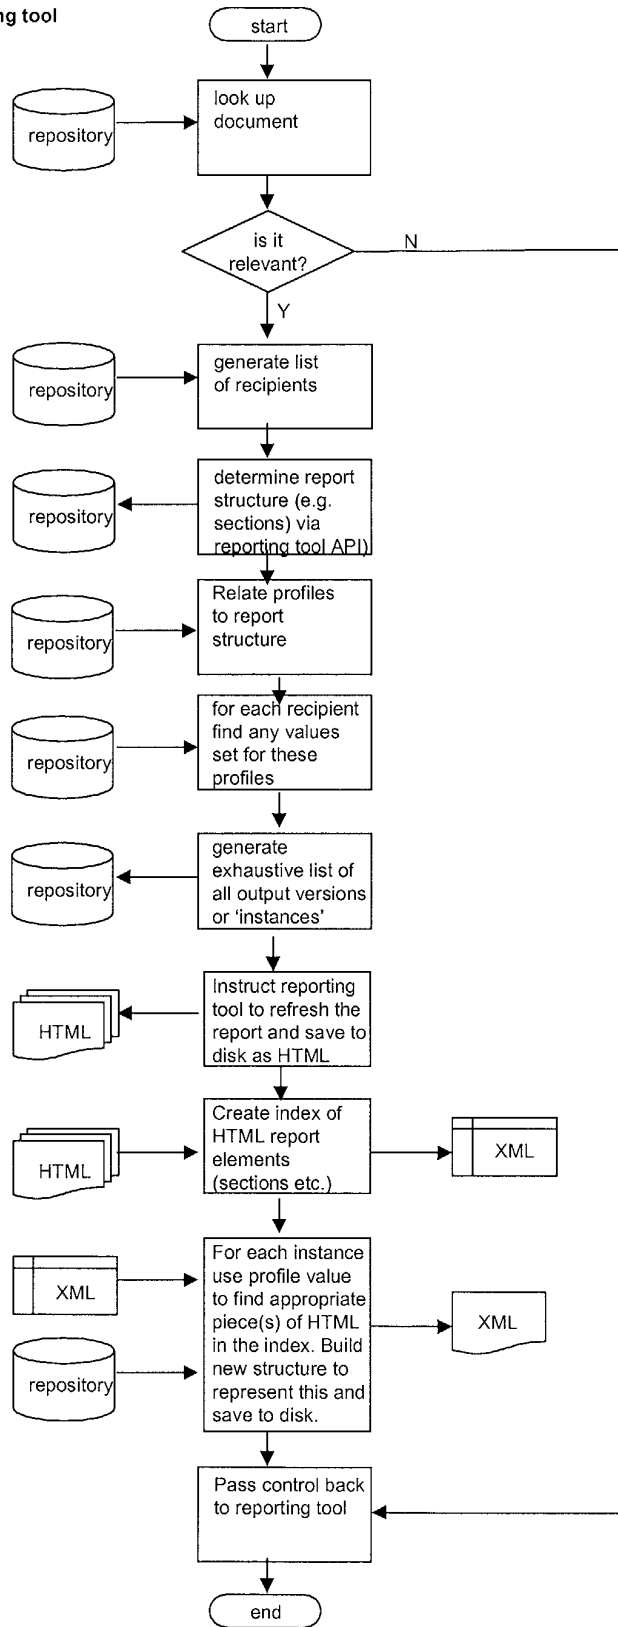 ng tool
start
look up
document
repository
is it
relevant?
N
Y
generate list
of recipients
repository
determine report
structure (e.g.
sections) via
reporting tool API)
repository
Relate profiles
to report
structure
repository
for each recipient
find any values
set for these
profiles
repository
generate
exhaustive list of
all output versions
or ‘instances’
repository
Instruct reporting
tool to refresh the
report and save to
disk as HTML
HTML
Create index of
HTML report
elements
(sections etc.)
HTML
XML
For each instance
use profile value
to find appropriate
piece(s) of HTML
in the index. Build
new structure to
represent this and
save to disk.
XML
XML
repository
Pass control back
to reporting tool
end